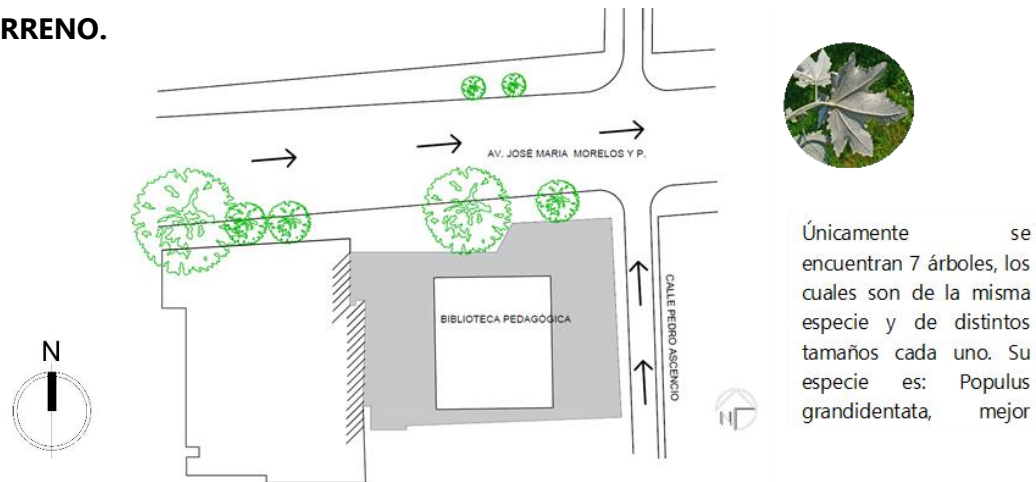 RRENO.
AV. JOSÉ MARIA MORELOS Y P.
BIBLIOTECA PEDAGÓGICA
CALLE PEDRO ASCENCIO
N
N
Únicamente se
encuentran 7 árboles, los
cuales son de la misma
especie y de distintos
tamaños cada uno. Su
especie es: Populus
grandidentata, mejor